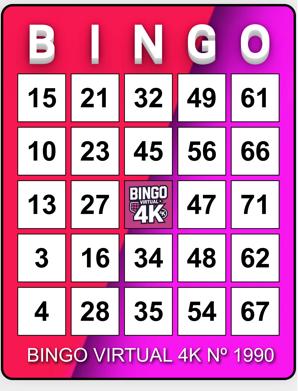 BINGO
15 21 32 49 61
10 23 45 56 66
13 27 BINGO VIRTUAL 4K 47 71
3 16 34 48 62
4 28 35 54 67
BINGO VIRTUAL 4K Nº 1990